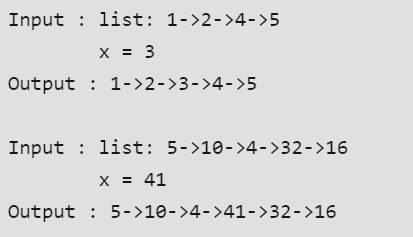 Input : list: 1->2->4->5
x = 3
Output : 1->2->3->4->5
Input : list: 5->10->4->32->16
x = 41
Output : 5->10->4->41->32->16